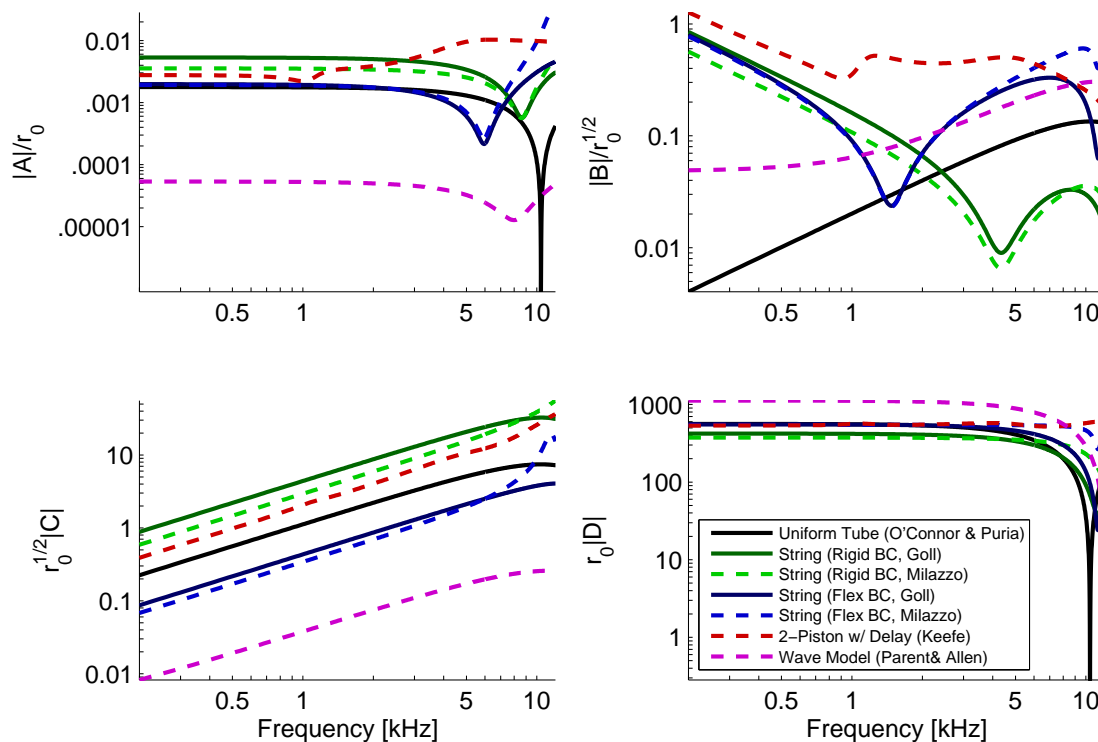 0.01
.001
.0001
.00001
|A|/r0
0.5
1
5
10
1
0.1
0.01
|B|/r0^1/2
0.5
1
5
10
10
1
0.1
0.01
r0^1/2|C|
0.5
1
5
10
Frequency [kHz]
1000
100
10
1
r0|D|
0.5
1
5
10
Frequency [kHz]
Uniform Tube (O'Connor & Puria)
String (Rigid BC, Goll)
String (Rigid BC, Milazzo)
String (Flex BC, Goll)
String (Flex BC, Milazzo)
2−Piston w/ Delay (Keefe)
Wave Model (Parent& Allen)